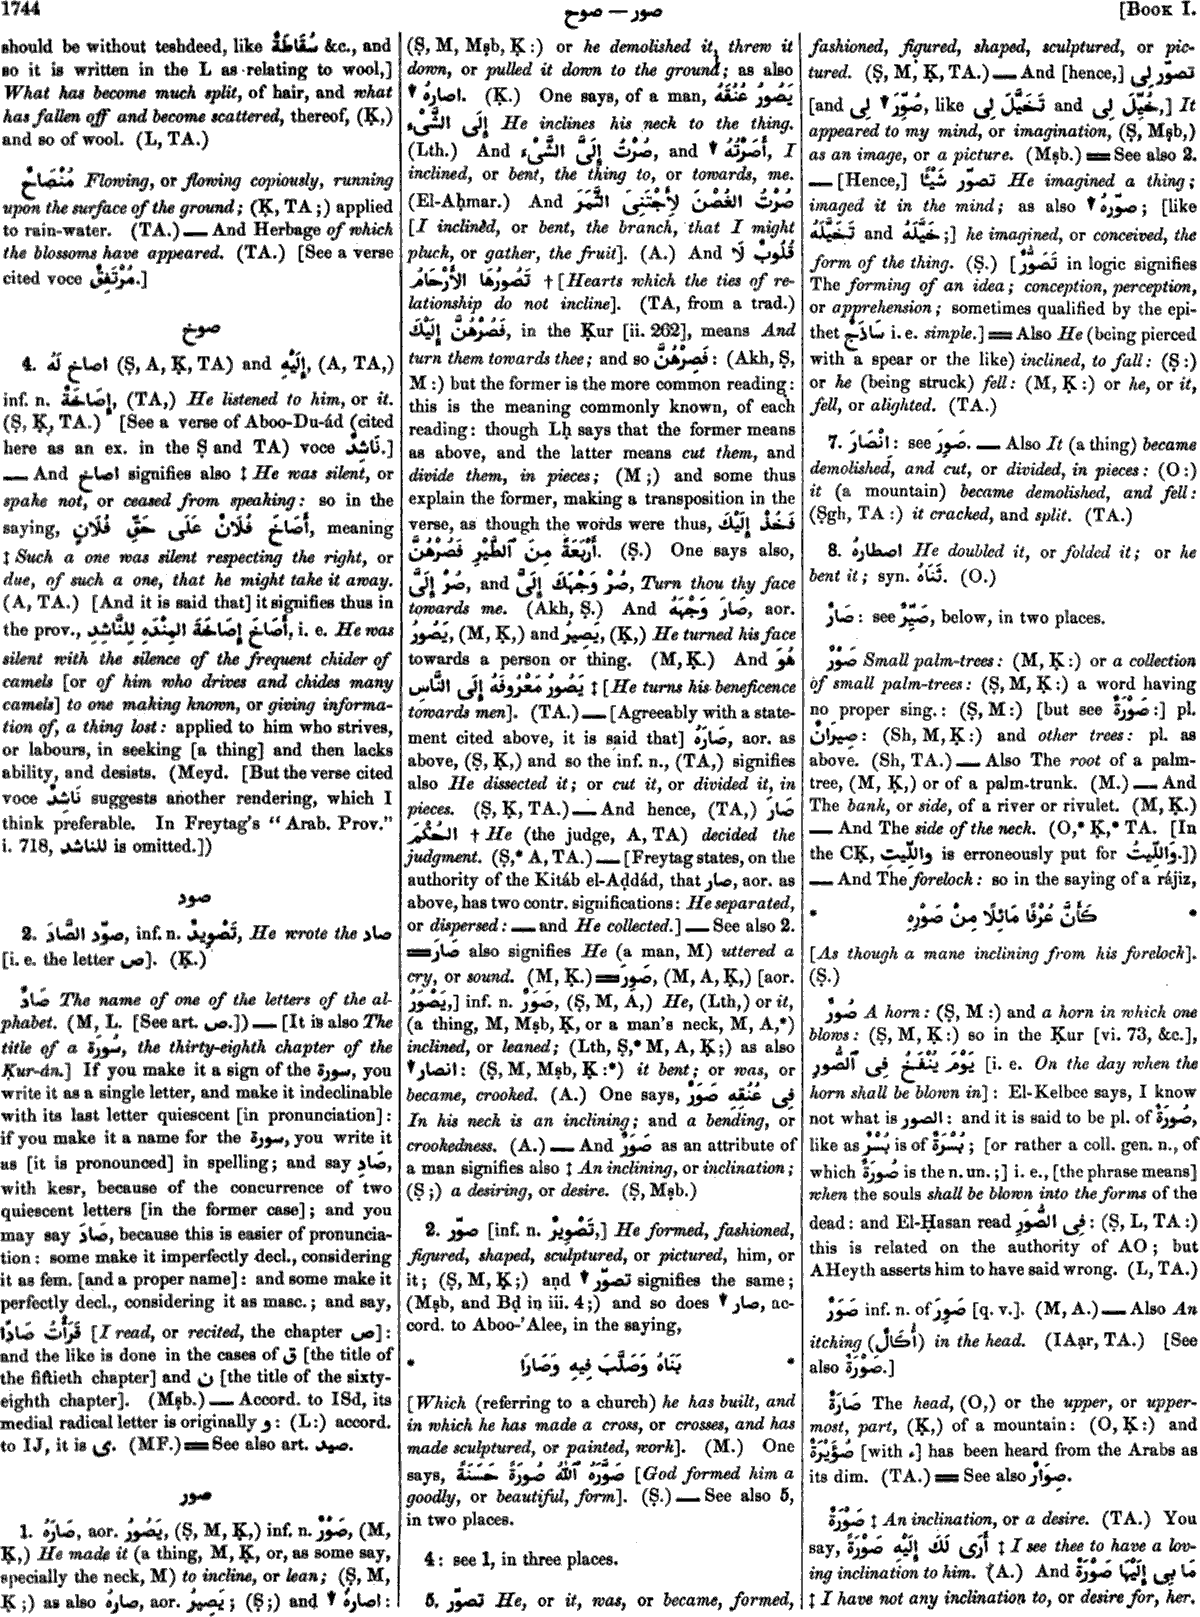 1744
صوح — صور
[Book I.
should be without teshdeed, like سُقَاطَةٌ &c., and
so it is written in the L as relating to wool,]
What has become much split, of hair, and what
has fallen off and become scattered, thereof, (Ḳ,)
and so of wool. (L, TA.)
مُنْصَاحٌ Flowing, or flowing copiously, running
upon the surface of the ground; (Ḳ, TA;) applied
to rain-water. (TA.) — And Herbage of which
the blossoms have appeared. (TA.) [See a verse
cited voce مُرْتَفِقٌ.]
صوخ
4. اصاخ لَهُ (Ṣ, A, Ḳ, TA) and إِلَيْهِ, (A, TA,)
inf. n. إِصَاخَةٌ, (TA,) He listened to him, or it.
(Ṣ, Ḳ, TA.) [See a verse of Aboo-Du-ád (cited
here as an ex. in the Ṣ and TA) voce نَاشِدٌ.]
— And اصاخ signifies also ‡ He was silent, or
spake not, or ceased from speaking: so in the
saying, أَصَاخَ فُلَانٌ عَلَى حَقِّ فُلَانٍ, meaning
‡ Such a one was silent respecting the right, or
due, of such a one, that he might take it away.
(A, TA.) [And it is said that] it signifies thus in
the prov., أَصَاخَ إِصَاخَةَ المِنْدَهِ لِلنَّاشِدِ, i. e. He was
silent with the silence of the frequent chider of
camels [or of him who drives and chides many
camels] to one making known, or giving informa-
tion of, a thing lost: applied to him who strives,
or labours, in seeking [a thing] and then lacks
ability, and desists. (Meyd. [But the verse cited
voce نَاشِدٌ suggests another rendering, which I
think preferable. In Freytag's “Arab. Prov.”
i. 718, للناشد is omitted.])
صود
2. صوّد الصَّادَ, inf. n. تَصْوِيدٌ, He wrote the صاد
[i. e. the letter ص]. (Ḳ.)
صَادٌ The name of one of the letters of the al-
phabet. (M, L. [See art. ص.]) — [It is also The
title of a سُورَة, the thirty-eighth chapter of the
Ḳur-án.] If you make it a sign of the سورة, you
write it as a single letter, and make it indeclinable
with its last letter quiescent [in pronunciation]:
if you make it a name for the سورة, you write it
as [it is pronounced] in spelling; and say صَادِ,
with kesr, because of the concurrence of two
quiescent letters [in the former case]; and you
may say صَادَ, because this is easier of pronuncia-
tion: some make it imperfectly decl., considering
it as fem. [and a proper name]: and some make it
perfectly decl., considering it as masc.; and say,
قَرَأْتُ صَادًا [I read, or recited, the chapter ص]:
and the like is done in the cases of ق [the title of
the fiftieth chapter] and ن [the title of the sixty-
eighth chapter]. (Mṣb.) — Accord. to ISd, its
medial radical letter is originally و: (L:) accord.
to IJ, it is ى. (MF.) = See also art. صيد.
صور
1. صَارَهُ, aor. يَصُورُ, (Ṣ, M, Ḳ,) inf. n. صَوْرٌ, (M,
Ḳ,) He made it (a thing, M, Ḳ, or, as some say,
specially the neck, M) to incline, or lean; (Ṣ, M,
Ḳ;) as also صارهُ, aor. يَصِيرُ; (Ṣ;) and ▼ اصارهُ:
(Ṣ, M, Mṣb, Ḳ:) or he demolished it, threw it
down, or pulled it down to the ground; as also
▼ اصارهُ. (Ḳ.) One says, of a man, يَصُورُ عُنُقَهُ
إِلَى الشَّىْءِ He inclines his neck to the thing.
(Lth.) And صُرْتُ إِلَىَّ الشَّىْءَ, and ▼ أَصَرْتُهُ, I
inclined, or bent, the thing to, or towards, me.
(El-Aḥmar.) And صُرْتُ الغُصْنَ لِأَجْتَنِىَ الثَّمَرَ
[I inclined, or bent, the branch, that I might
pluck, or gather, the fruit]. (A.) And قُلُوبٌ لَا
تَصُورُهَا الأَرْحَامُ † [Hearts which the ties of re-
lationship do not incline]. (TA, from a trad.)
فَصُرْهُنَّ إِلَيْكَ, in the Ḳur [ii. 262], means And
turn them towards thee; and so فَصِرْهُنَّ: (Akh, Ṣ,
M:) but the former is the more common reading:
this is the meaning commonly known, of each
reading: though Lḥ says that the former means
as above, and the latter means cut them, and
divide them, in pieces; (M;) and some thus
explain the former, making a transposition in the
verse, as though the words were thus, فَخُذْ إِلَيْكَ
أَرْبَعَةً مِنَ ٱلطَّيْرِ فَصُرْهُنَّ. (Ṣ.) One says also,
صُرْ إِلَىَّ, and صُرْ وَجْهَكَ إِلَىَّ, Turn thou thy face
towards me. (Akh, Ṣ.) And صَارَ وَجْهَهُ, aor.
يَصُورُ, (M, Ḳ,) and يَصِيرُ, (Ḳ,) He turned his face
towards a person or thing. (M, Ḳ.) And هُوَ
يَصُورُ مَعْرُوفَهُ إِلَى النَّاسِ ‡ [He turns his beneficence
towards men]. (TA.) — [Agreeably with a state-
ment cited above, it is said that] صَارَهُ, aor. as
above, (Ṣ, Ḳ,) and so the inf. n., (TA,) signifies
also He dissected it; or cut it, or divided it, in
pieces. (Ṣ, Ḳ, TA.) — And hence, (TA,) صَارَ
الحُكْمَ † He (the judge, A, TA) decided the
judgment. (Ṣ,* A, TA.) — [Freytag states, on the
authority of the Kitáb el-Aḍdád, that صار, aor. as
above, has two contr. significations: He separated,
or dispersed: — and He collected.] — See also 2.
= صَارَ also signifies He (a man, M) uttered a
cry, or sound. (M, Ḳ.) = صَوِرَ, (M, A, Ḳ,) [aor.
يَصْوَرُ,] inf. n. صَوَرٌ, (Ṣ, M, A,) He, (Lth,) or it,
(a thing, M, Mṣb, Ḳ, or a man's neck, M, A,*)
inclined, or leaned; (Lth, Ṣ,* M, A, Ḳ;) as also
▼ انصار: (Ṣ, M, Mṣb, Ḳ:*) it bent; or was, or
became, crooked. (A.) One says, فِى عُنُقِهِ صَوَرٌ
In his neck is an inclining; and a bending, or
crookedness. (A.) — And صَوَرٌ as an attribute of
a man signifies also ‡ An inclining, or inclination;
(Ṣ;) a desiring, or desire. (Ṣ, Mṣb.)
2. صوّر [inf. n. تَصْوِيرٌ,] He formed, fashioned,
figured, shaped, sculptured, or pictured, him, or
it; (Ṣ, M, Ḳ;) and ▼ تصوّر signifies the same;
(Mṣb, and Bḍ in iii. 4;) and so does ▼ صار, ac-
cord. to Aboo-'Alee, in the saying,
* بَنَاهُ وَصَلَّبَ فِيهِ وَصَارَا *
[Which (referring to a church) he has built, and
in which he has made a cross, or crosses, and has
made sculptured, or painted, work]. (M.) One
says, صَوَّرَهُ ٱللّٰهُ صُورَةً حَسَنَةً [God formed him a
goodly, or beautiful, form]. (Ṣ.) — See also 5,
in two places.
4: see 1, in three places.
5. تصوّر He, or it, was, or became, formed,
fashioned, figured, shaped, sculptured, or pic-
tured. (Ṣ, M, Ḳ, TA.) — And [hence,] تصوّر لِى
[and ▼ صُوِّرَ لِى, like تَخَيَّلَ لِى and خُيِّلَ,] It
appeared to my mind, or imagination, (Ṣ, Mṣb,)
as an image, or a picture. (Mṣb.) = See also 2.
— [Hence,] تصوّر شَيْئًا He imagined a thing;
imaged it in the mind; as also ▼ صوّرهُ; [like
تَخَيَّلَهُ and خَيَّلَهُ;] he imagined, or conceived, the
form of the thing. (Ṣ.) [تَصَوُّرٌ in logic signifies
The forming of an idea; conception, perception,
or apprehension; sometimes qualified by the epi-
thet سَاذَجٌ i. e. simple.] = Also He (being pierced
with a spear or the like) inclined, to fall: (Ṣ:)
or he (being struck) fell: (M, Ḳ:) or he, or it,
fell, or alighted. (TA.)
7. اِنْصَارَ: see صَوِرَ. — Also It (a thing) became
demolished, and cut, or divided, in pieces: (O:)
it (a mountain) became demolished, and fell:
(Ṣgh, TA:) it cracked, and split. (TA.)
8. اصطارهُ He doubled it, or folded it; or he
bent it; syn. ثَنَاهُ. (O.)
صَارٌ: see صَيِّرٌ, below, in two places.
صَوْرٌ Small palm-trees: (M, Ḳ:) or a collection
of small palm-trees: (Ṣ, M, Ḳ:) a word having
no proper sing.: (Ṣ, M:) [but see صَوْرَةٌ:] pl.
صِيرَانٌ: (Sh, M, Ḳ:) and other trees: pl. as
above. (Sh, TA.) — Also The root of a palm-
tree, (M, Ḳ,) or of a palm-trunk. (M.) — And
The bank, or side, of a river or rivulet. (M, Ḳ.)
— And The side of the neck. (O,* Ḳ,* TA. [In
the CḲ, واللِّيتِ is erroneously put for واللِّيتُ.])
— And The forelock: so in the saying of a rájiz,
* كَأَنَّ عُرْفًا مَائِلًا مِنْ صَوْرِهِ *
[As though a mane inclining from his forelock].
(Ṣ.)
صُورٌ A horn: (Ṣ, M:) and a horn in which one
blows: (Ṣ, M, Ḳ:) so in the Ḳur [vi. 73, &c.],
يَوْمَ يُنْفَخُ فِى ٱلصُّورِ [i. e. On the day when the
horn shall be blown in]: El-Kelbee says, I know
not what is الصور: and it is said to be pl. of صُورَةٌ,
like as بُسْرٌ is of بُسْرَةٌ; [or rather a coll. gen. n., of
which صُورَةٌ is the n. un.;] i. e., [the phrase means]
when the souls shall be blown into the forms of the
dead: and El-Ḥasan read فِى الصُّوَرِ: (Ṣ, L, TA:)
this is related on the authority of AO; but
AHeyth asserts him to have said wrong. (L, TA.)
صَوَرٌ inf. n. of صَوِرَ [q. v.]. (M, A.) — Also An
itching (أُكَالٌ) in the head. (IAạr, TA.) [See
also صَوْرَةٌ.]
صَارَةٌ The head, (O,) or the upper, or upper-
most, part, (Ḳ,) of a mountain: (O, Ḳ:) and
صُؤَيْرَةٌ [with ء] has been heard from the Arabs as
its dim. (TA.) = See also صِوَارٌ.
صَوْرَةٌ ‡ An inclination, or a desire. (TA.) You
say, أَرَى لَكَ إِلَيْهِ صَوْرَةً ‡ I see thee to have a lov-
ing inclination to him. (A.) And مَا بِى إِلَيْهَا صَوْرَةٌ
‡ I have not any inclination to, or desire for, her.